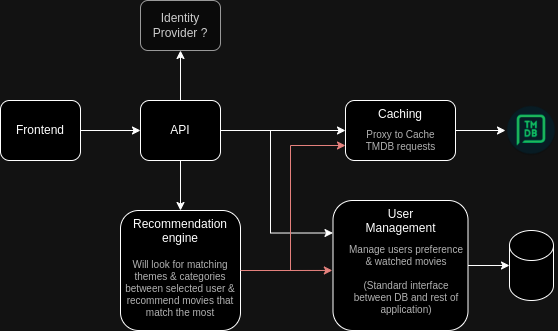 Identity
Provider ?
Frontend
API
Caching
Proxy to Cache
TMDB requests
TM
DB
Recommendation
engine
Will look for matching
themes & categories
between selected user &
recommend movies that
match the most
User
Management
Manage users preference
& watched movies
(Standard interface
between DB and rest of
application)